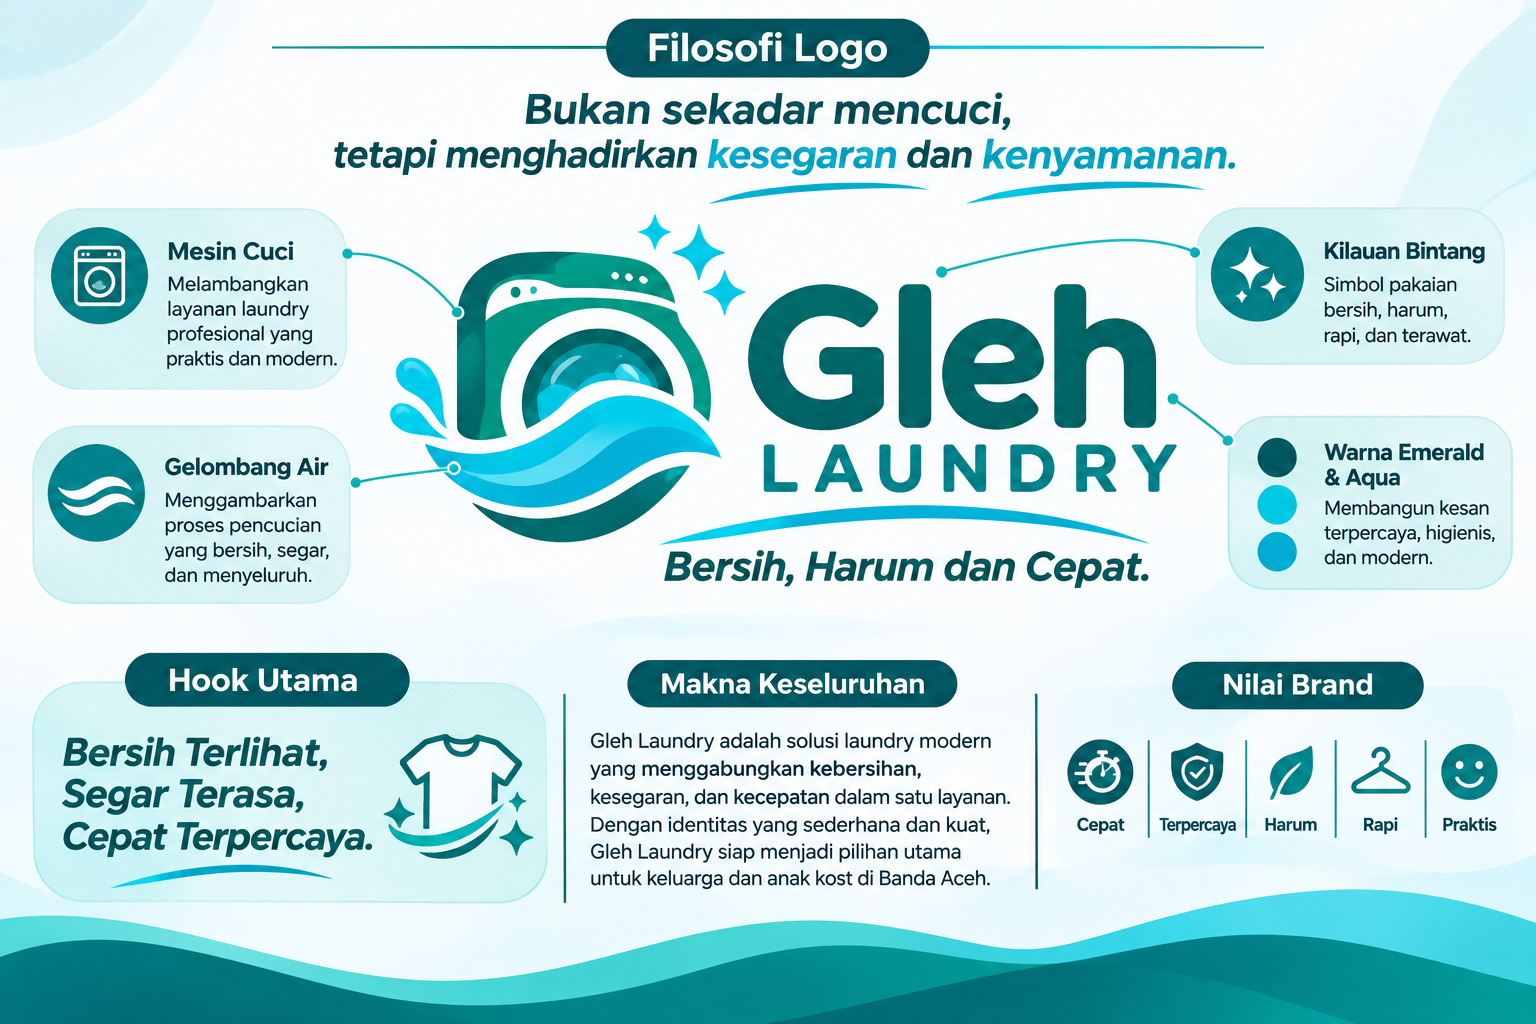 Filosofi Logo
Bukan sekadar mencuci,
tetapi menghadirkan kesegaran dan kenyamanan.
Mesin Cuci
Melambangkan
layanan laundry
profesional yang
praktis dan modern.
Gelombang Air
Menggambarkan
proses pencucian
yang bersih, segar,
dan menyeluruh.
Gleh
LAUNDRY
Bersih, Harum dan Cepat.
Kilauan Bintang
Simbol pakaian
bersih, harum,
rapi, dan terawat.
Warna Emerald
& Aqua
Membangun kesan
terpercaya, higienis,
dan modern.
Hook Utama
Bersih Terlihat,
Segar Terasa,
Cepat Terpercaya.
Makna Keseluruhan
Gleh Laundry adalah solusi laundry modern
yang menggabungkan kebersihan,
kesegaran, dan kecepatan dalam satu layanan.
Dengan identitas yang sederhana dan kuat,
Gleh Laundry siap menjadi pilihan utama
untuk keluarga dan anak kost di Banda Aceh.
Nilai Brand
Cepat
Terpercaya
Harum
Rapi
Praktis